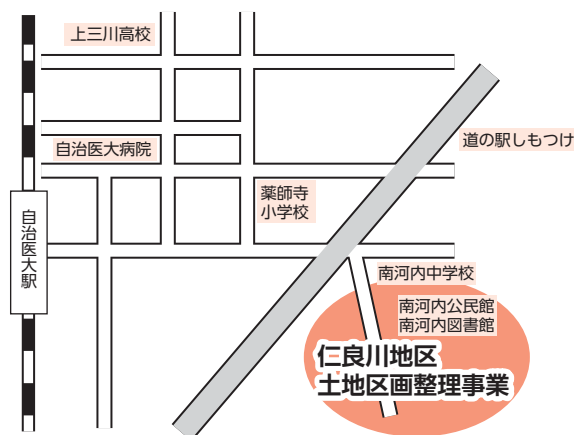 上三川高校
自治医大病院
道の駅しもつけ
薬師寺
小学校
自治医大駅
南河内中学校
南河内公民館
南河内図書館
仁良川地区
土地区画整理事業